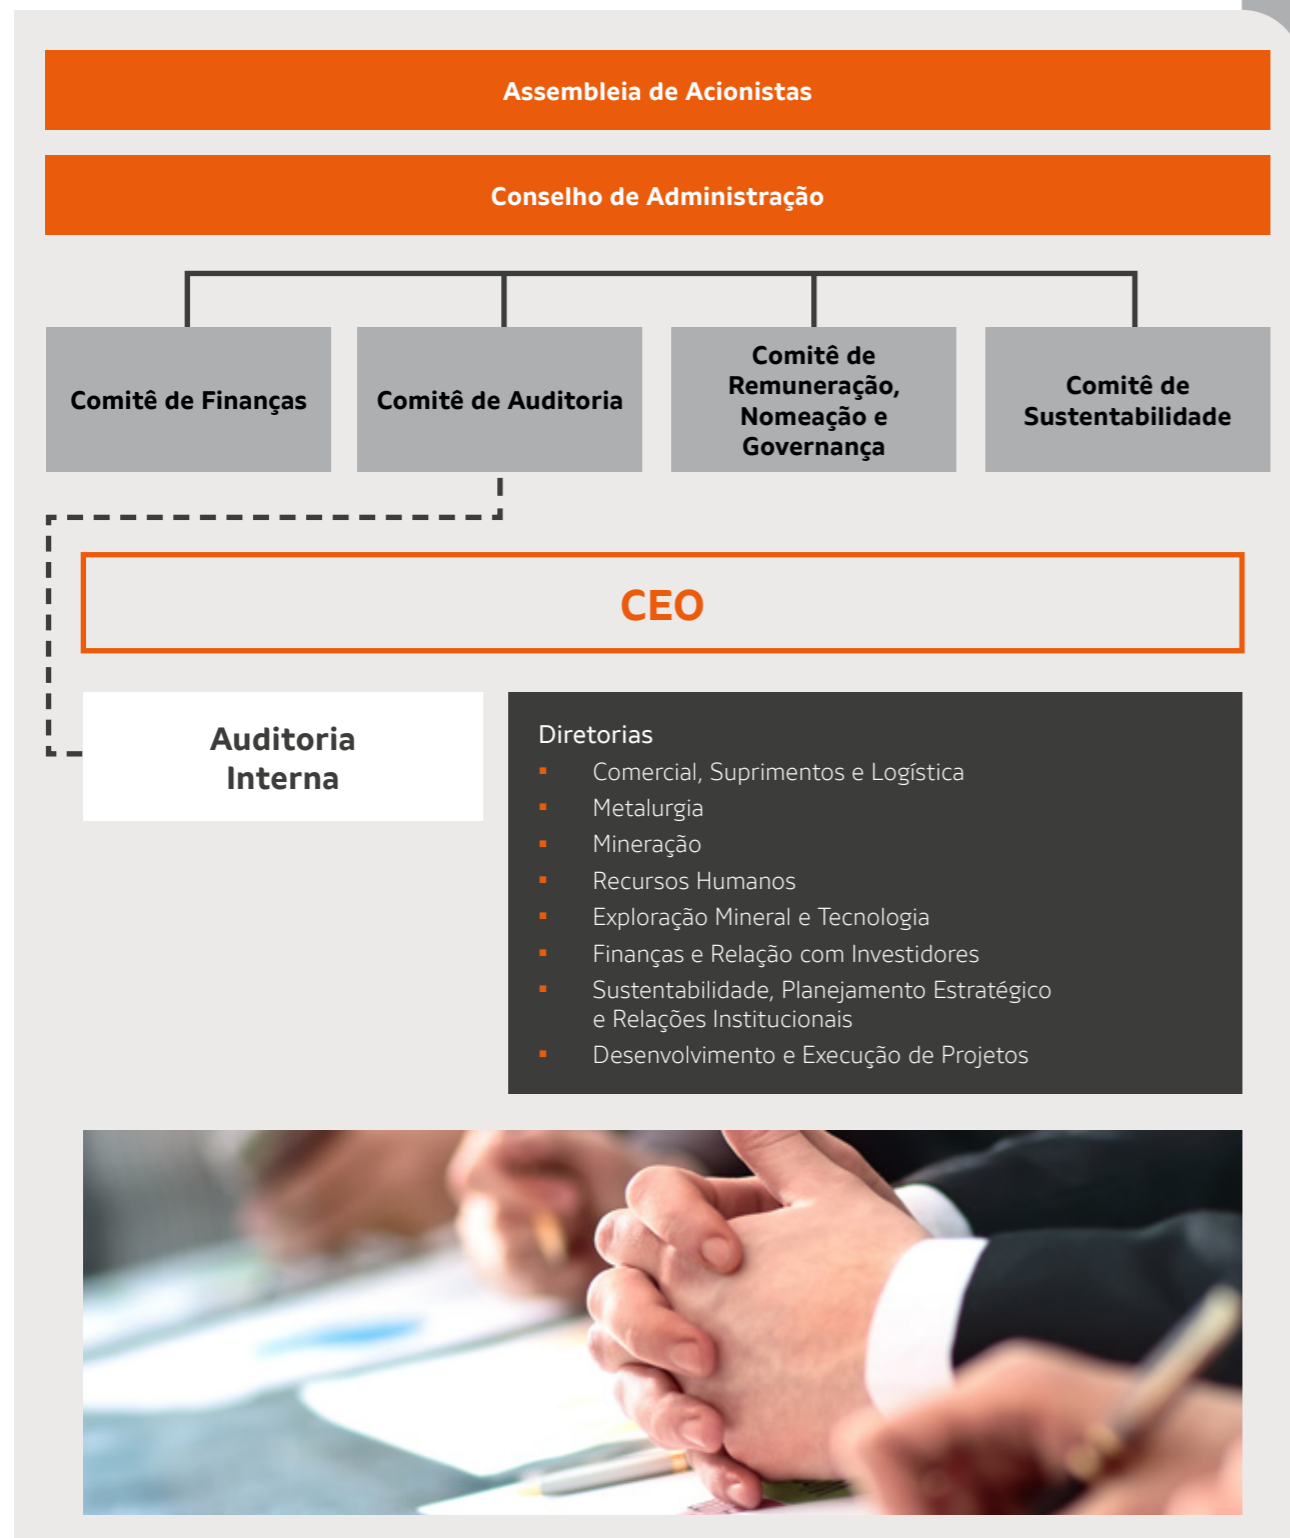 Assembleia de Acionistas
Conselho de Administração
Comitê de Finanças
Comitê de Auditoria
Comitê de
Remuneração,
Nomeação e
Governança
Comitê de
Sustentabilidade
CEO
Auditoria
Interna
Diretorias
▪ Comercial, Suprimentos e Logística
▪ Metalurgia
▪ Mineração
▪ Recursos Humanos
▪ Exploração Mineral e Tecnologia
▪ Finanças e Relação com Investidores
▪ Sustentabilidade, Planejamento Estratégico
e Relações Institucionais
▪ Desenvolvimento e Execução de Projetos